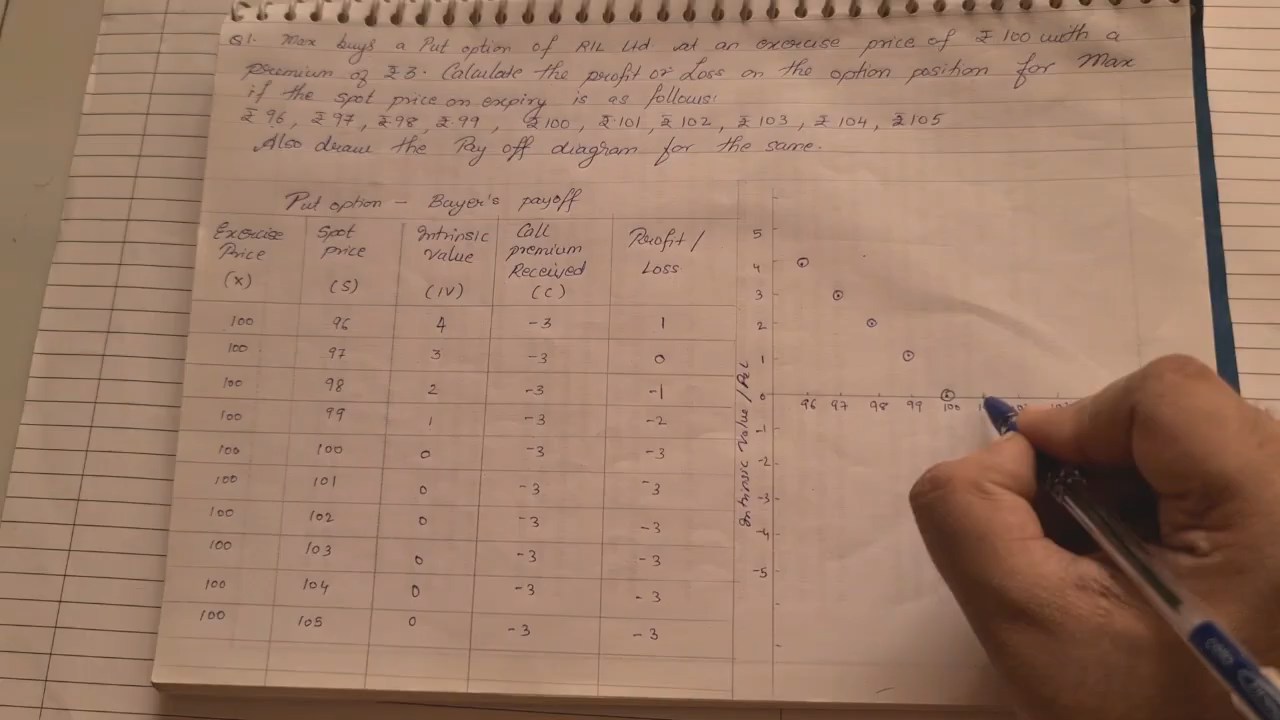 Q1. Max buys a Put option of RIL Ltd at an exercise price of ₹ 100 with a
premium of ₹ 3. Calculate the profit or Loss on the option position for Max
if the spot price on expiry is as follows:
₹ 96, ₹ 97, ₹ 98, ₹ 99, ₹ 100, ₹ 101, ₹ 102, ₹ 103, ₹ 104, ₹ 105
Also draw the Pay off diagram for the same.
Put option - Buyer's payoff
Exercise Price (X) Spot price (S) Intrinsic value (IV) Call premium Received (C) Profit / Loss
100 96 4 -3 1
100 97 3 -3 0
100 98 2 -3 -1
100 99 1 -3 -2
100 100 0 -3 -3
100 101 0 -3 -3
100 102 0 -3 -3
100 103 0 -3 -3
100 104 0 -3 -3
100 105 0 -3 -3
Intrinsic Value / P&L
5
4
3
2
1
0
-1
-2
-3
-4
-5
96 97 98 99 100